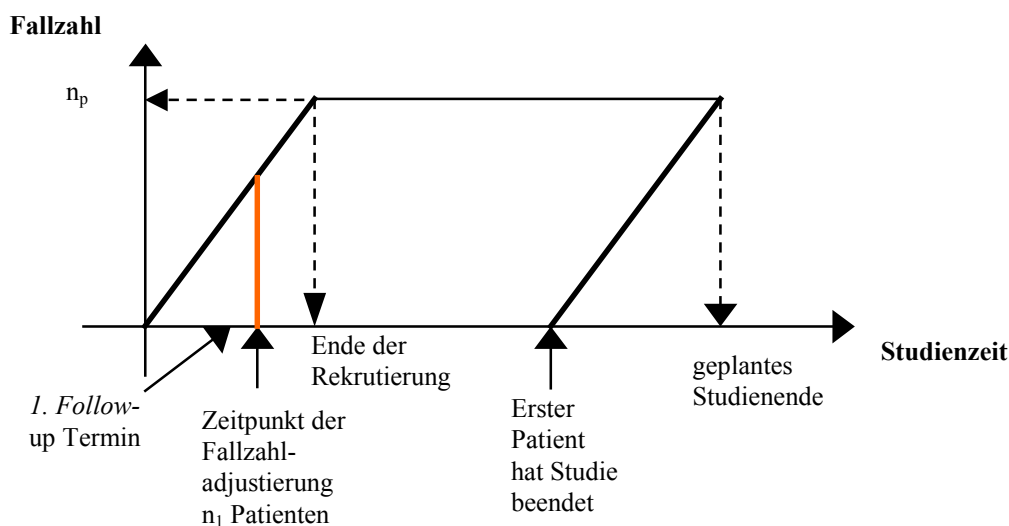 Fallzahl
n_p
Studienzeit
1. Follow-
up Termin
Zeitpunkt der
Fallzahl-
adjustierung
n₁ Patienten
Ende der
Rekrutierung
Erster
Patient
hat Studie
beendet
geplantes
Studienende